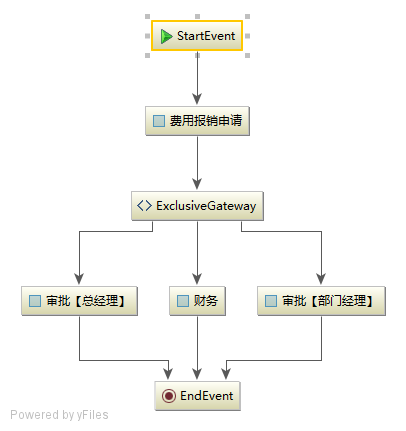 StartEvent
费用报销申请
ExclusiveGateway
审批【总经理】
财务
审批【部门经理】
EndEvent
Powered by yFiles